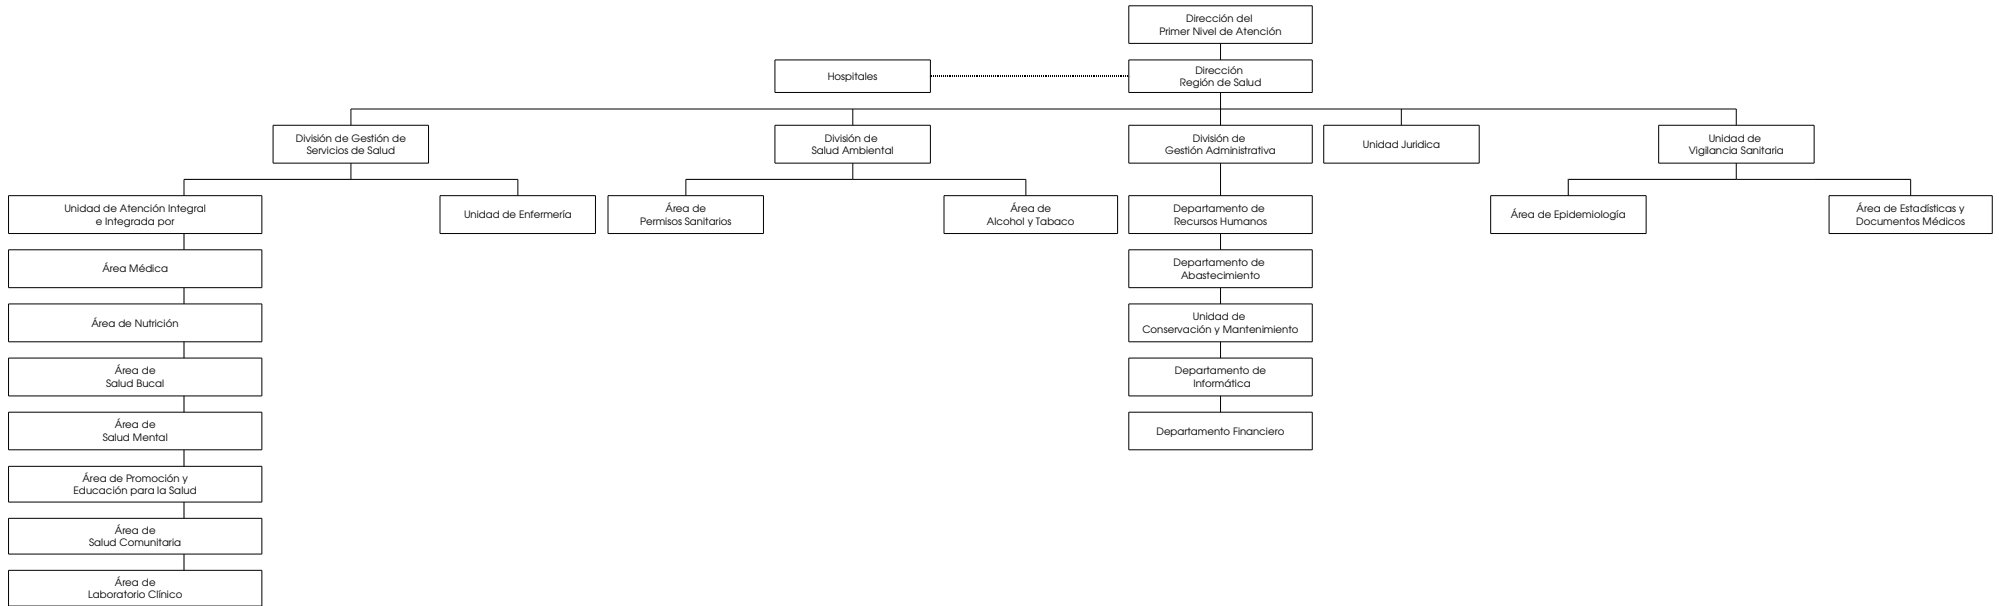 Dirección del
Primer Nivel de Atención
Hospitales
Dirección
Región de Salud
División de Gestión de
Servicios de Salud
División de
Salud Ambiental
División de
Gestión Administrativa
Unidad Juridica
Unidad de
Vigilancia Sanitaria
Unidad de Atención Integral
e Integrada por
Unidad de Enfermería
Área de
Permisos Sanitarios
Área de
Alcohol y Tabaco
Departamento de
Recursos Humanos
Área de Epidemiología
Área de Estadísticas y
Documentos Médicos
Área Médica
Departamento de
Abastecimiento
Área de Nutrición
Unidad de
Conservación y Mantenimiento
Área de
Salud Bucal
Departamento de
Informática
Área de
Salud Mental
Departamento Financiero
Área de Promoción y
Educación para la Salud
Área de
Salud Comunitaria
Área de
Laboratorio Clínico